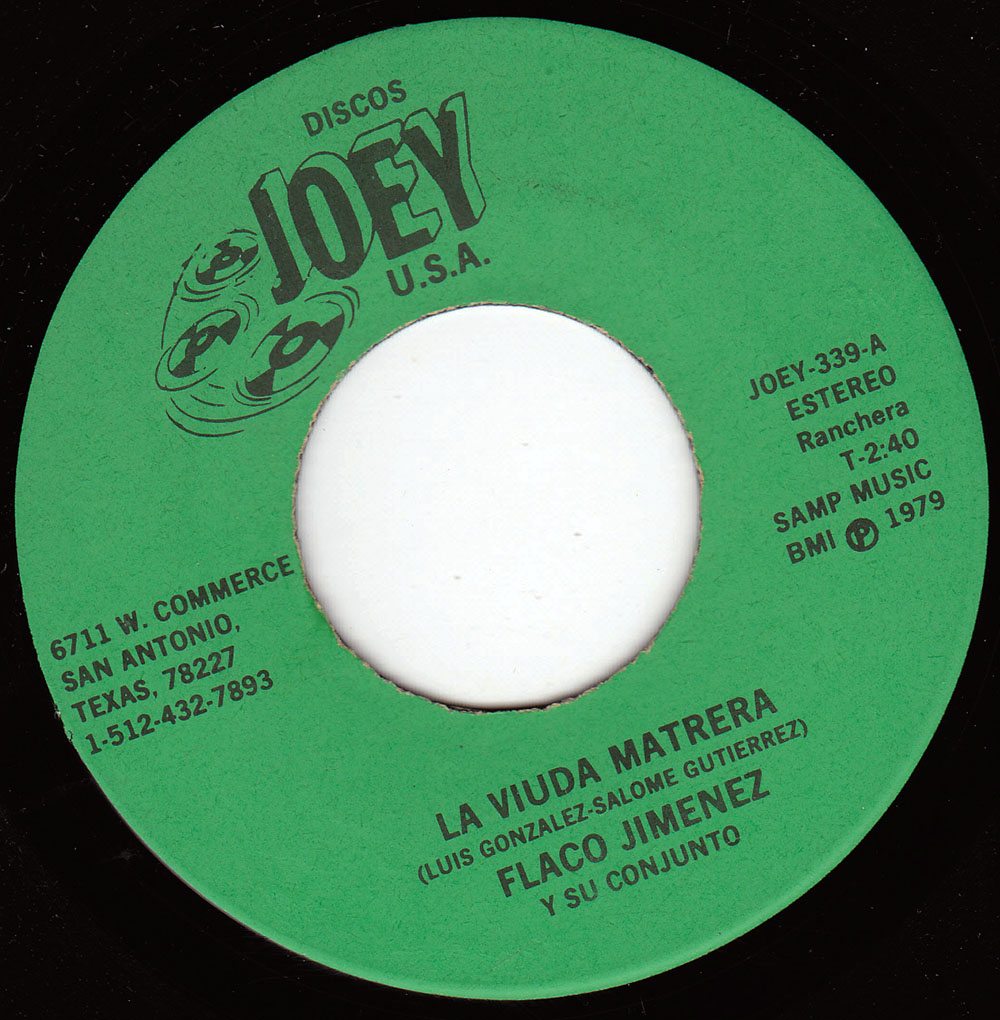 DISCOS
JOEY
U.S.A.
JOEY-339-A
ESTEREO
Ranchera
T-2:40
SAMP MUSIC
BMI Ⓟ 1979
6711 W. COMMERCE
SAN ANTONIO,
TEXAS, 78227
1-512-432-7893
LA VIUDA MATRERA
(LUIS GONZALEZ-SALOME GUTIERREZ)
FLACO JIMENEZ
Y SU CONJUNTO